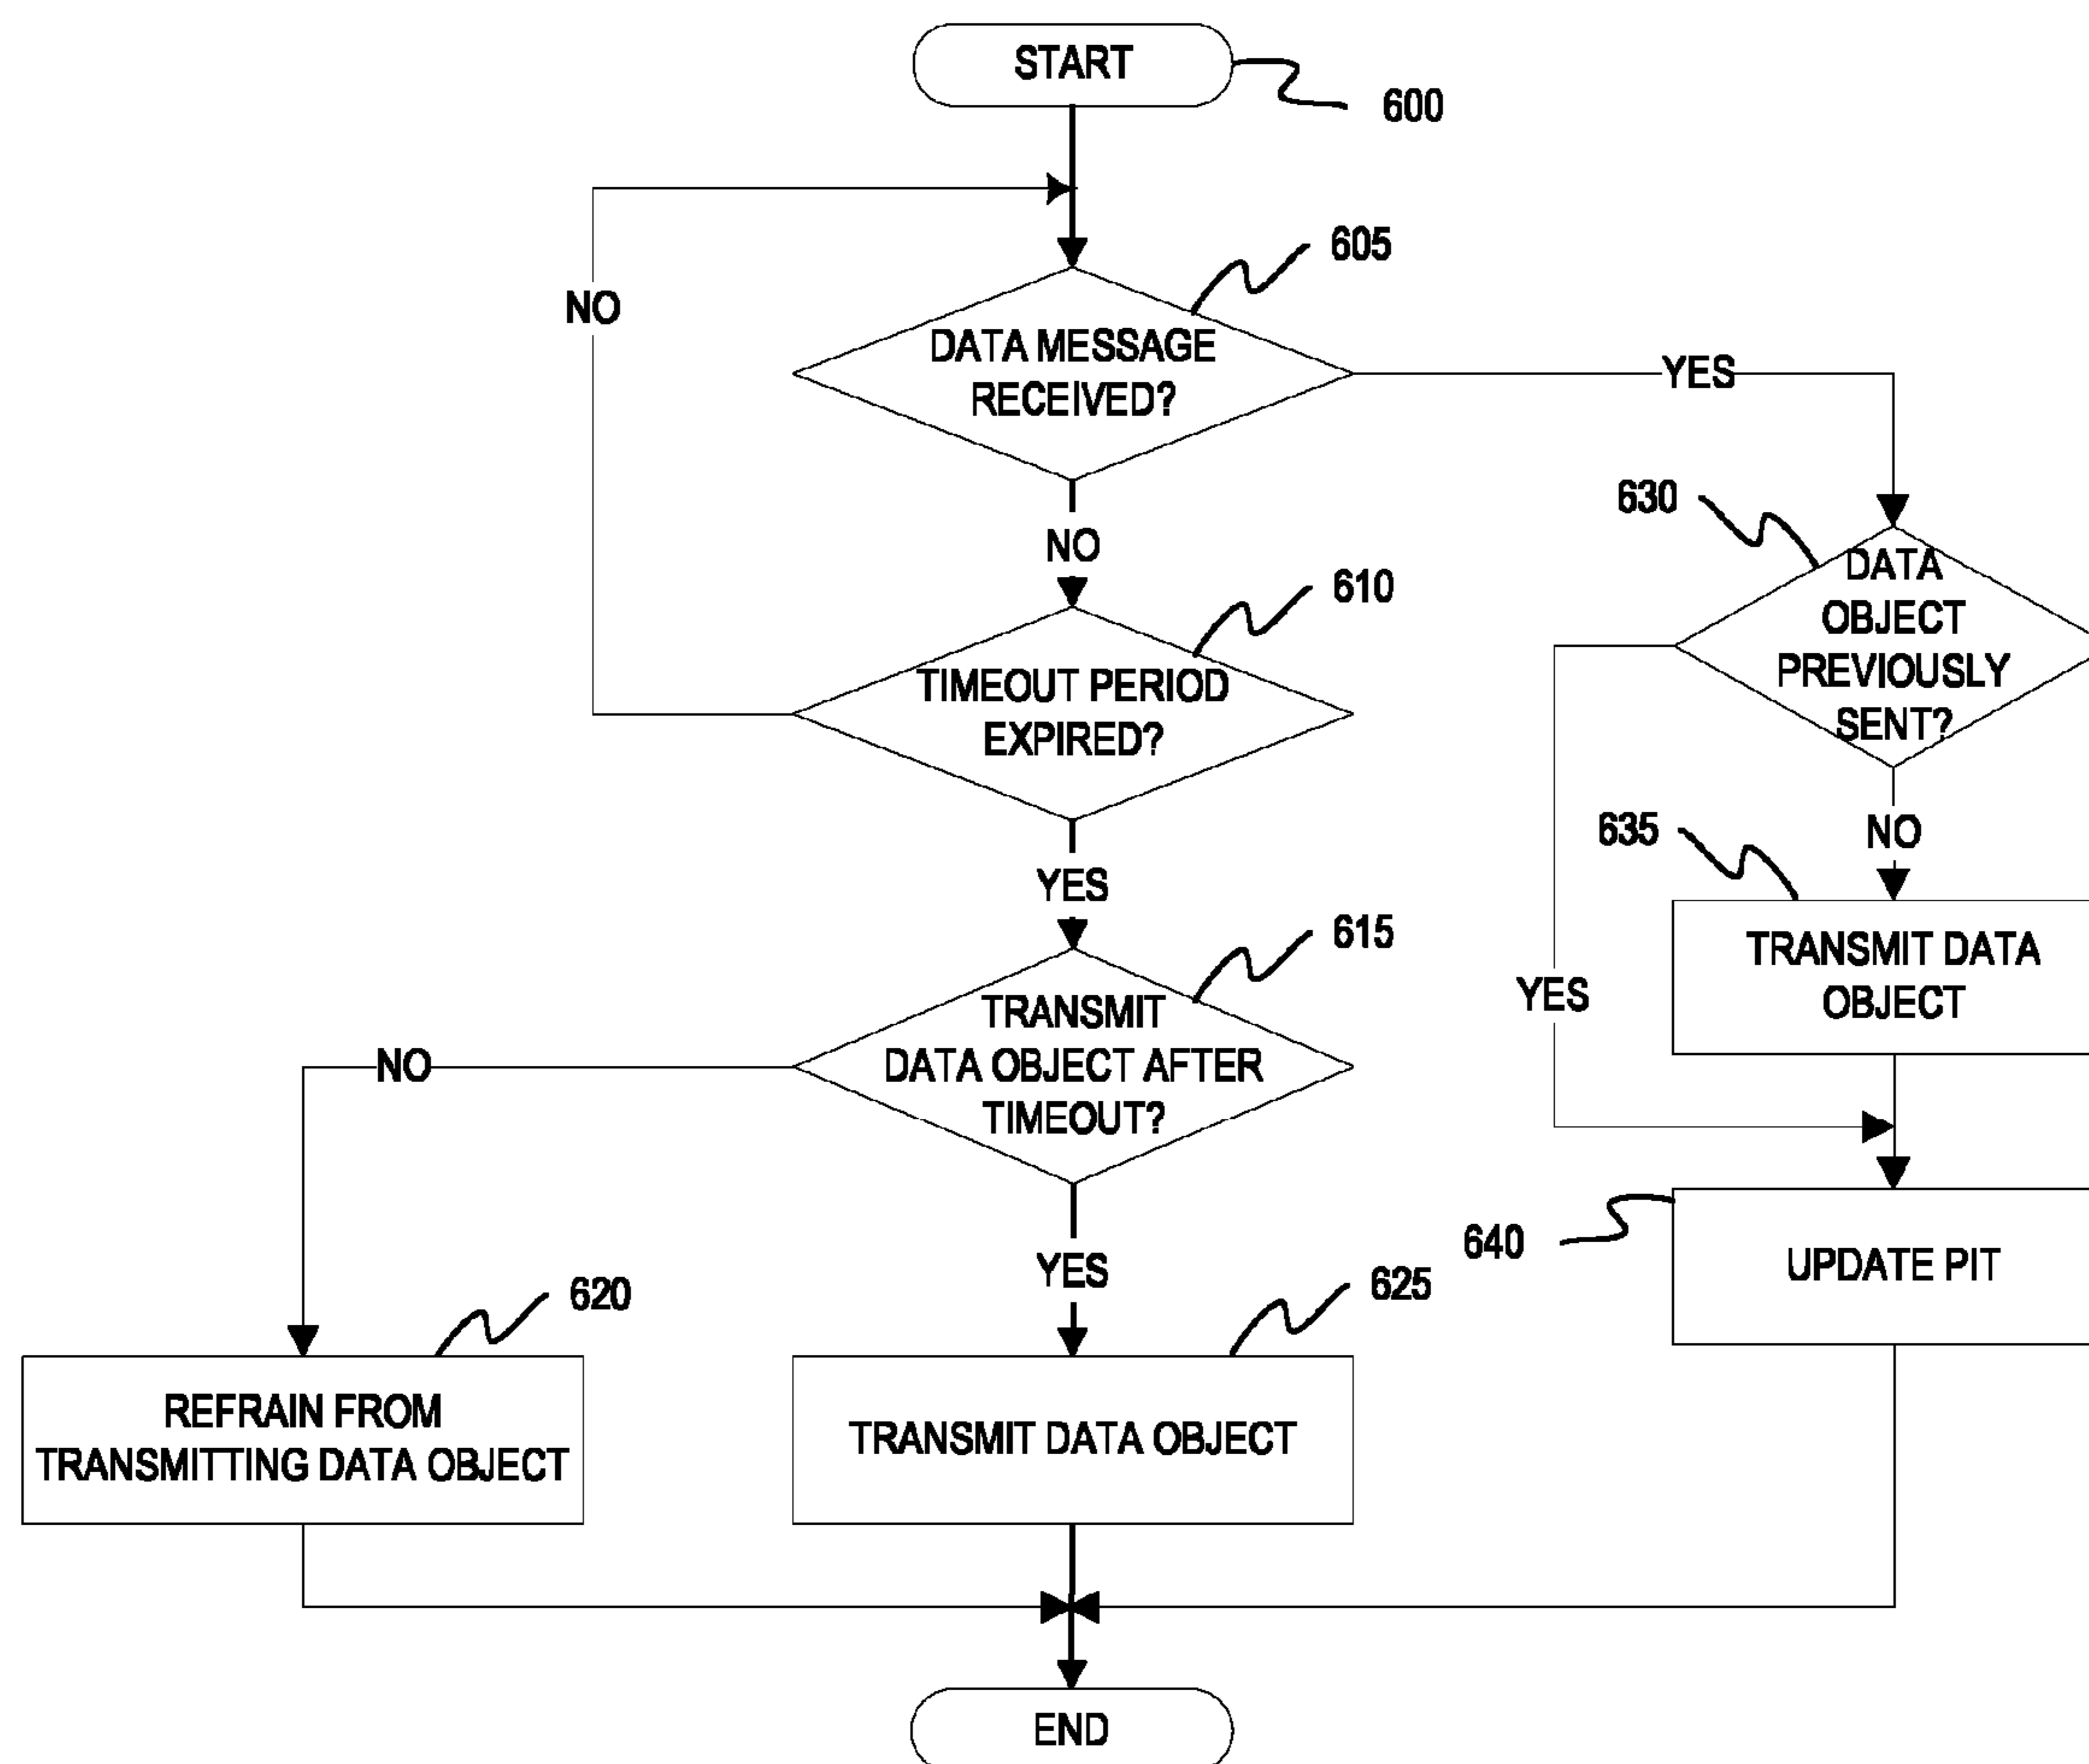 START
600
605
NO
DATA MESSAGE
RECEIVED?
YES
630
NO
610
DATA
OBJECT
PREVIOUSLY
SENT?
TIMEOUT PERIOD
EXPIRED?
635
NO
YES
615
TRANSMIT DATA
OBJECT
YES
TRANSMIT
DATA OBJECT AFTER
TIMEOUT?
NO
640
UPDATE PIT
YES
620
625
REFRAIN FROM
TRANSMITTING DATA OBJECT
TRANSMIT DATA OBJECT
END